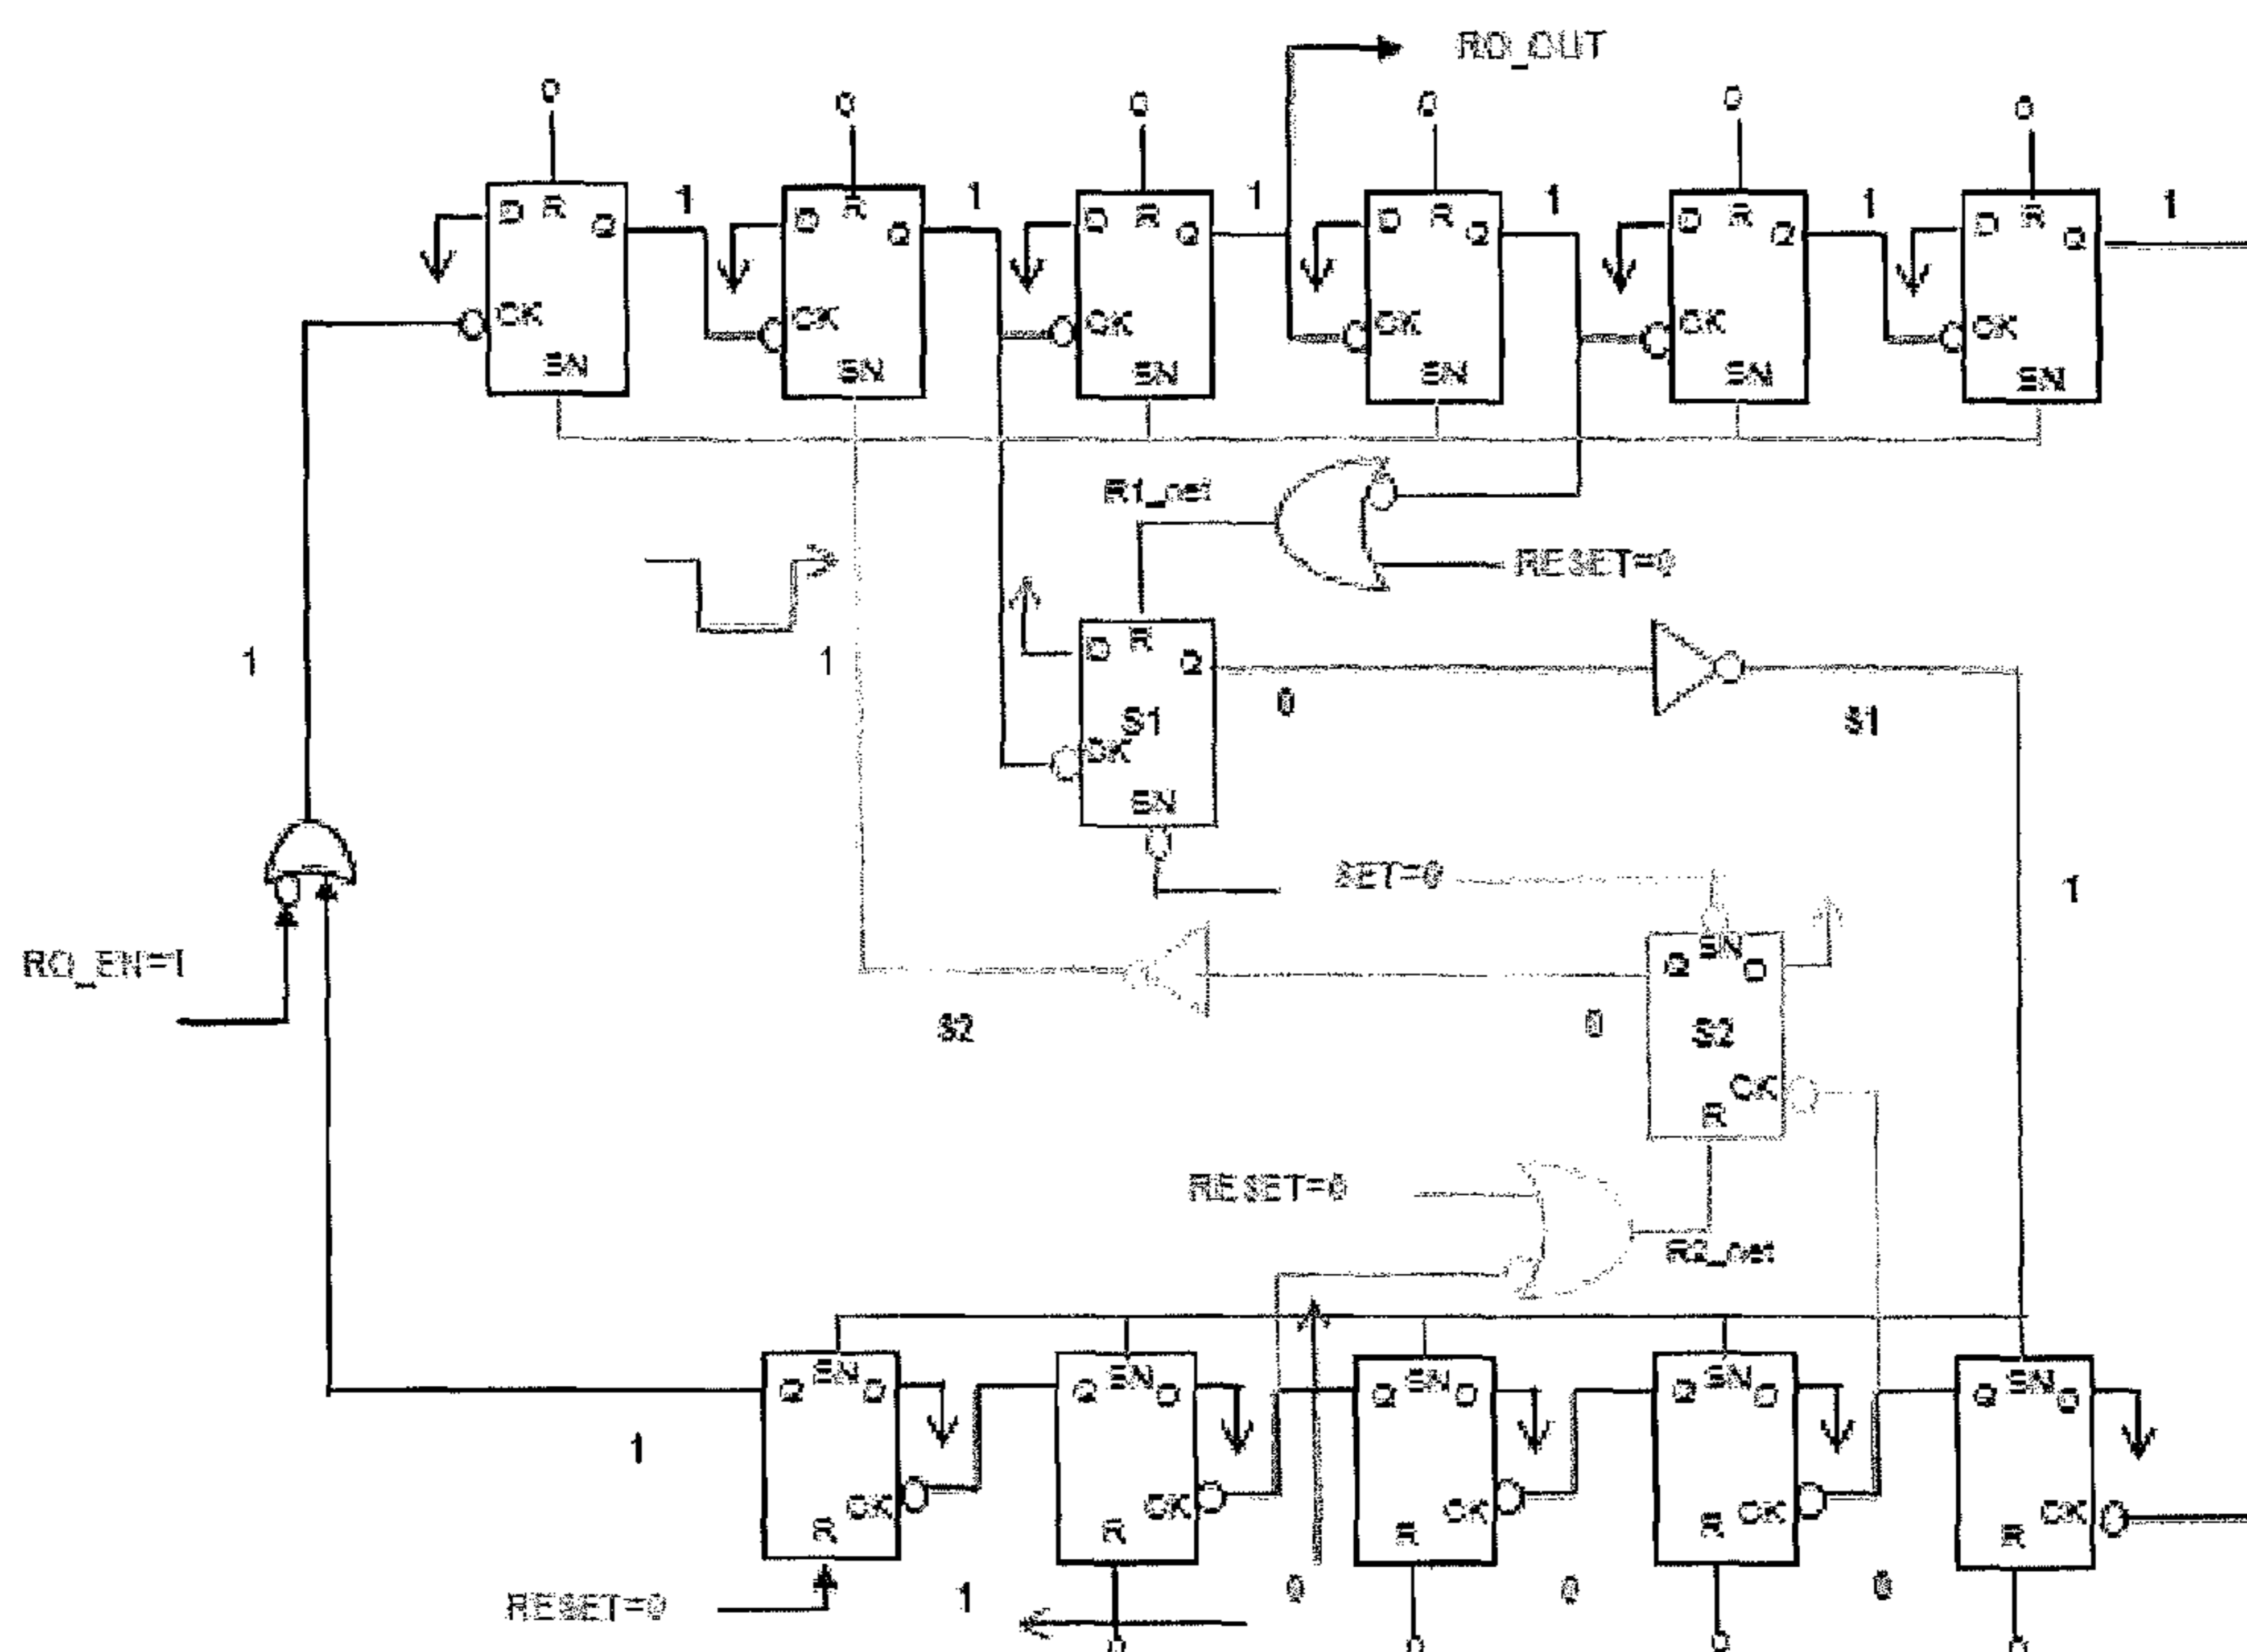 RO_OUT
0 0 0 0 0 0
D R Q 1 D R Q 1 D R Q 1 D R Q 1 D R Q 1 D R Q 1
CK CK CK CK CK CK
SN SN SN SN SN SN
R1_net
RESET=0
1
1
D R Q
0
S1
S1
CK
SN
SET=0
1
RO_EN=1
Q SN D
S2
0
S2
CK
R
RESET=0
R2_net
Q SN D Q SN D Q SN D Q SN D Q SN D
1
CK CK CK CK CK
R R R R R
RESET=0
1 0 0 0
0 0 0 0